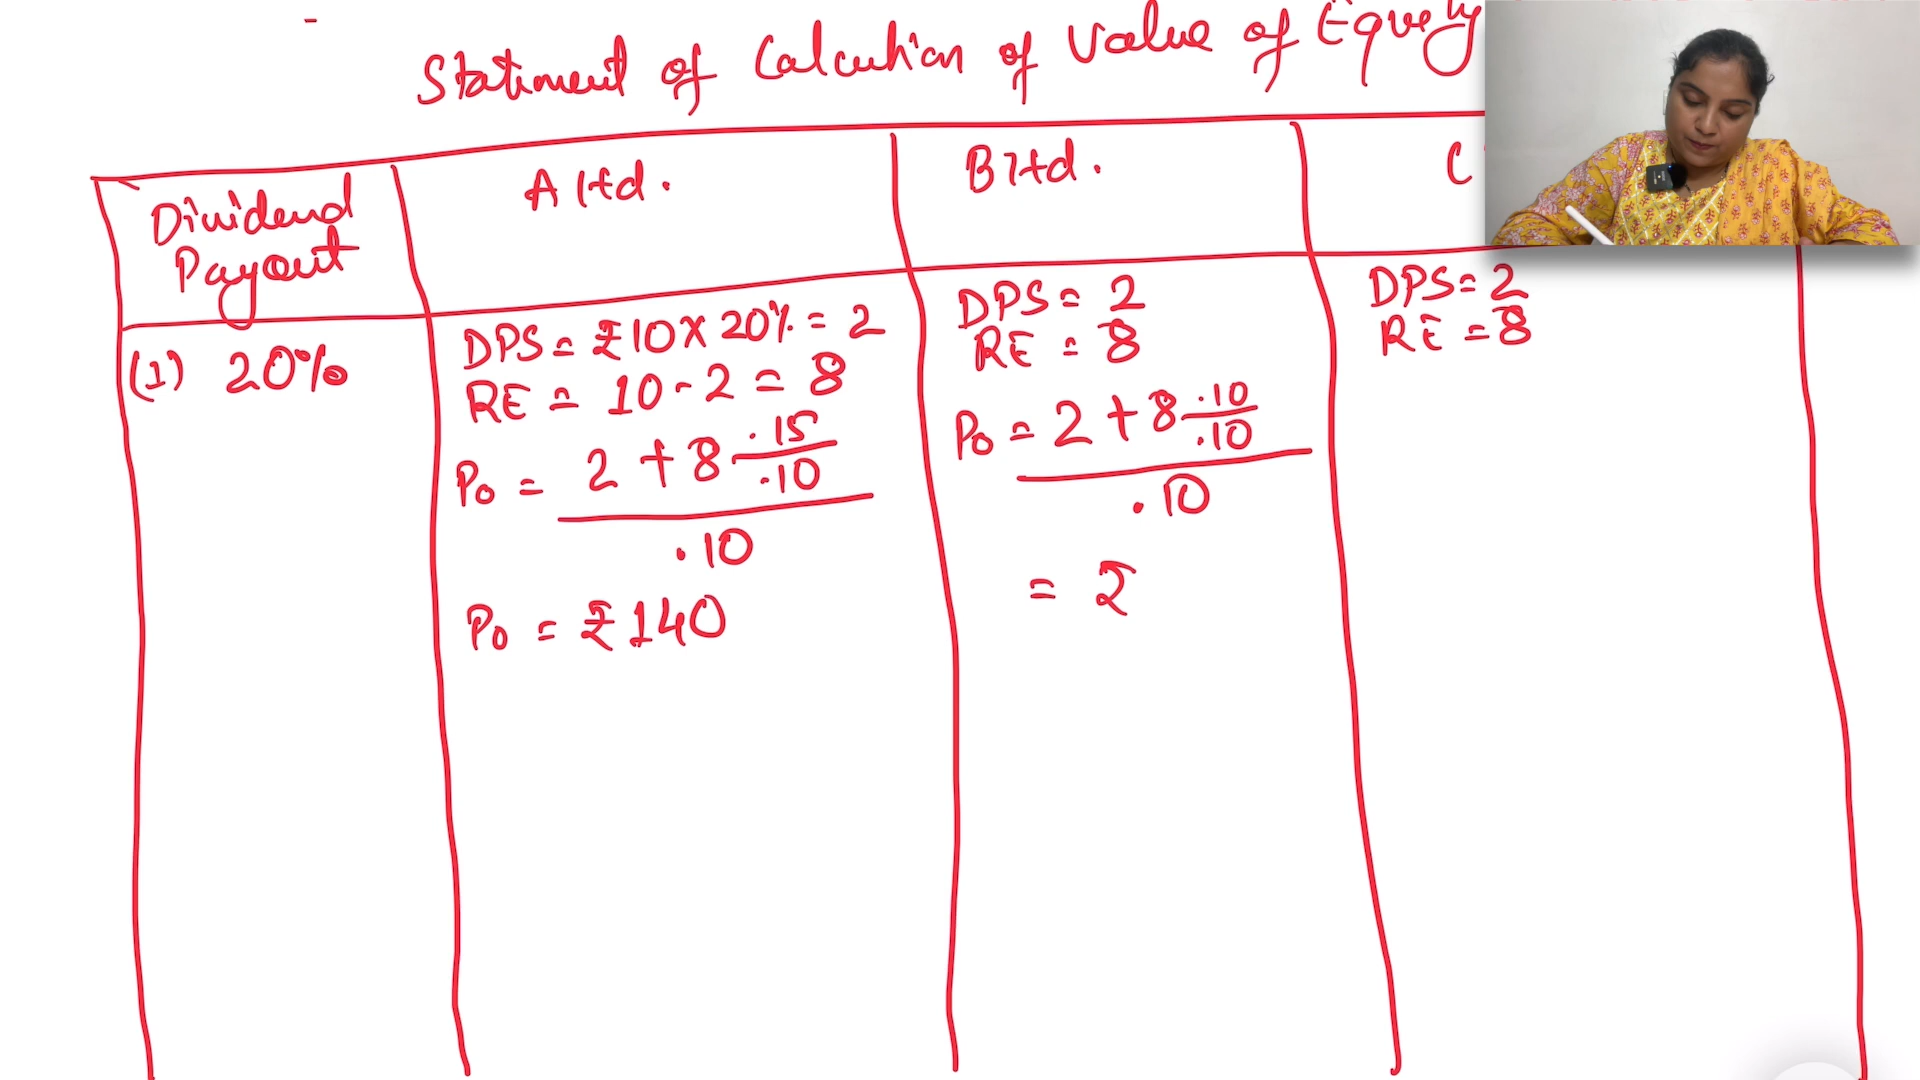 Statiment of Calculation of Value of Equity
Dividend
Payout
A ltd.
B ltd.
C
(1) 20%
DPS = ₹10 × 20% = 2
RE = 10 - 2 = 8
P0 = 2 + 8 .15/.10
.10
P0 = ₹140
DPS = 2
RE = 8
P0 = 2 + 8 .10/.10
.10
= ₹
DPS = 2
RE = 8